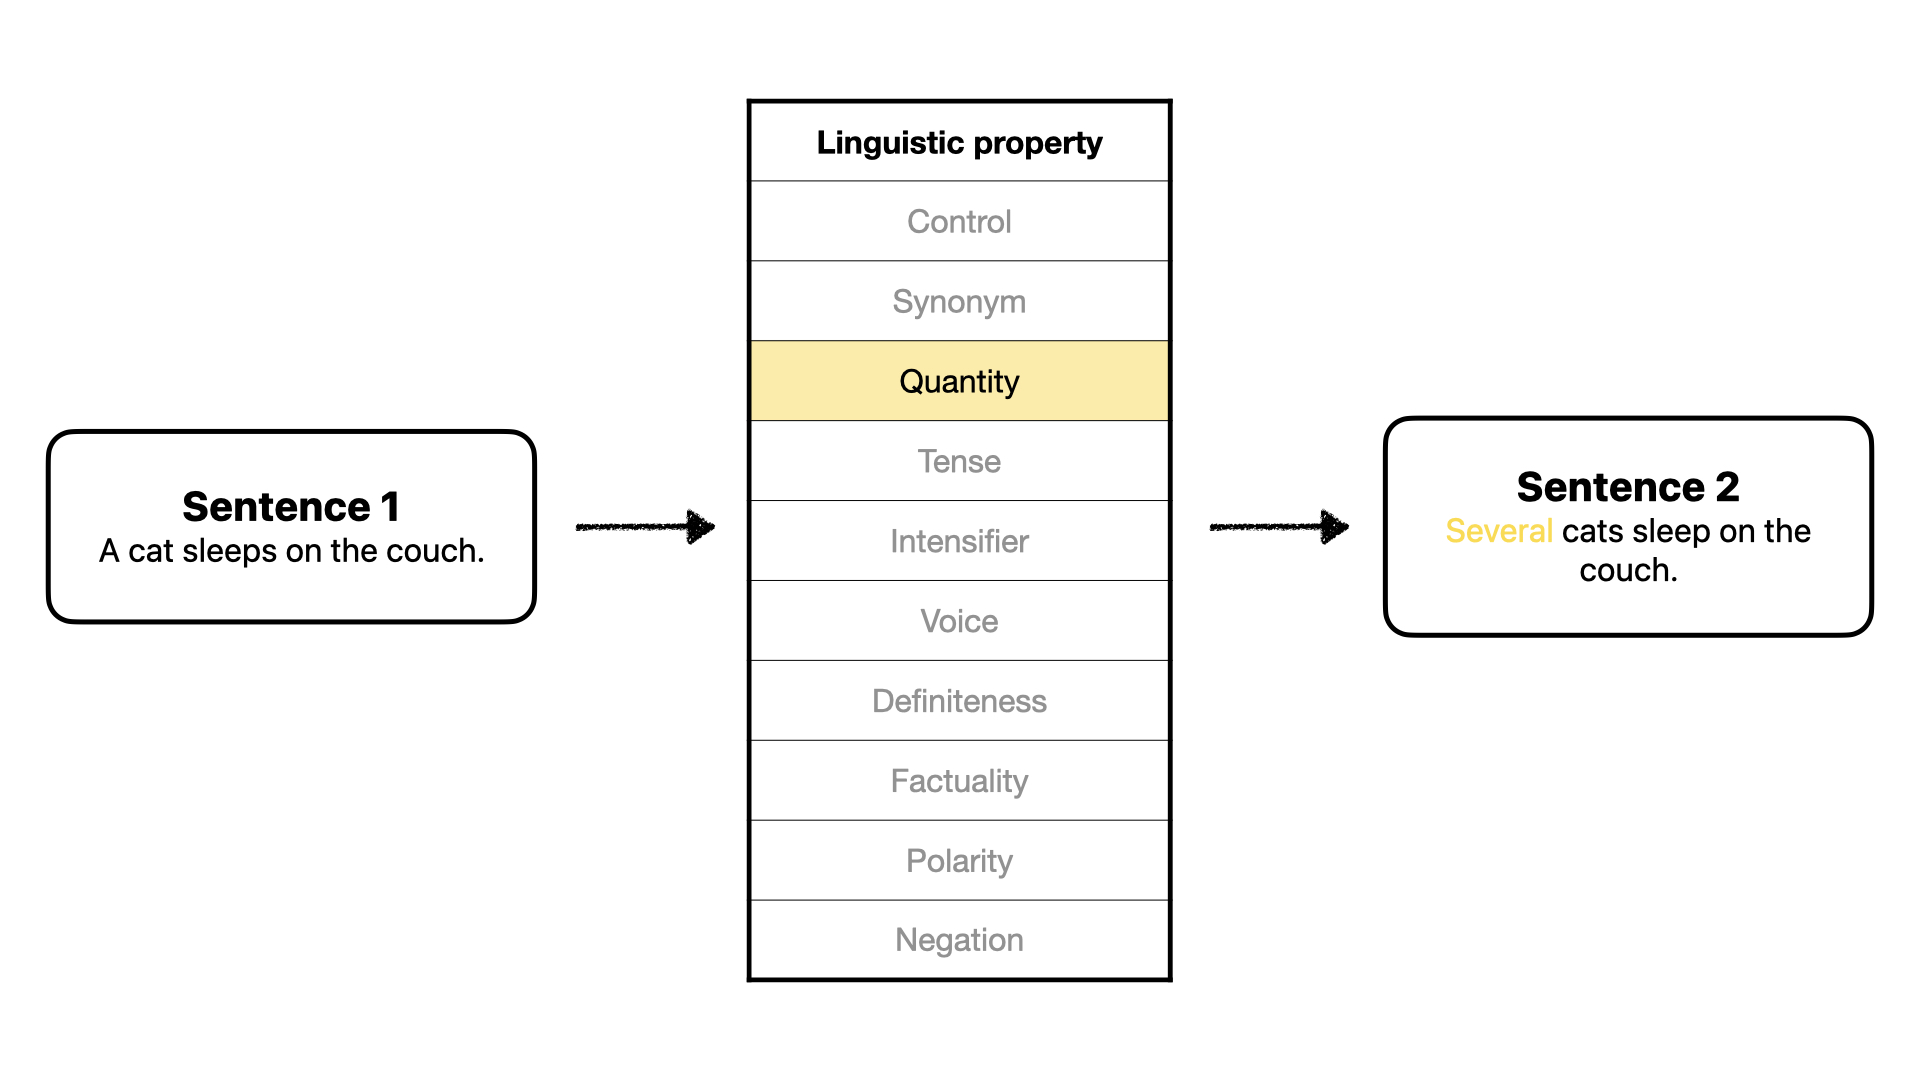 Linguistic property
Control
Synonym
Quantity
Tense
Intensifier
Voice
Definiteness
Factuality
Polarity
Negation
Sentence 1
A cat sleeps on the couch.
Sentence 2
Several cats sleep on the
couch.